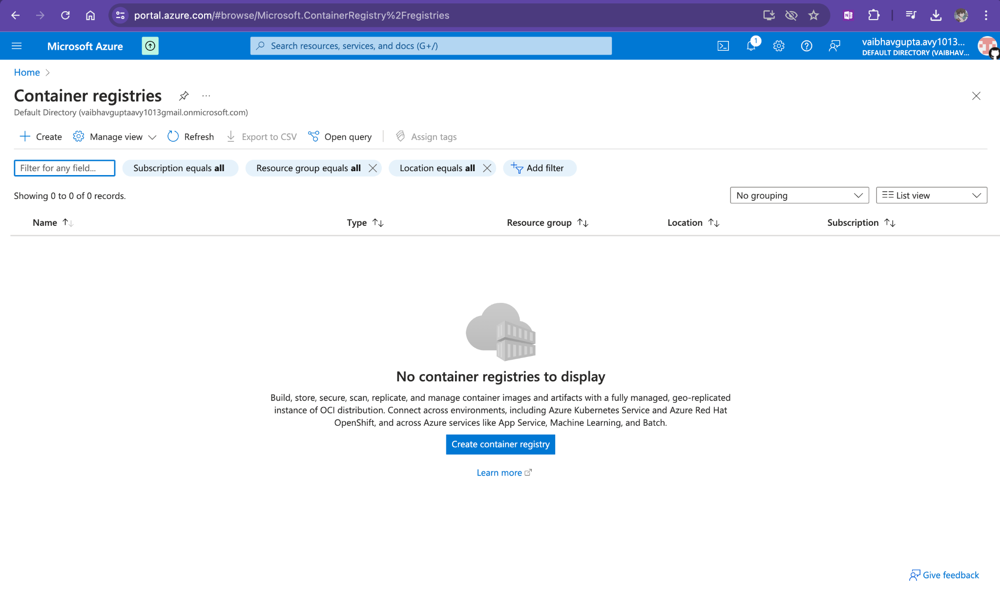 portal.azure.com/#browse/Microsoft.ContainerRegistry%2Fregistries
N
Microsoft Azure
Search resources, services, and docs (G+/)
1
vaibhavgupta.avy1013...
DEFAULT DIRECTORY (VAIBHAV...
Home
Container registries
...
Default Directory (vaibhavguptaavy1013gmail.onmicrosoft.com)
Create
Manage view
Refresh
Export to CSV
Open query
Assign tags
Filter for any field...
Subscription equals all
Resource group equals all
Location equals all
Add filter
Showing 0 to 0 of 0 records.
No grouping
List view
Name
Type
Resource group
Location
Subscription
No container registries to display
Build, store, secure, scan, replicate, and manage container images and artifacts with a fully managed, geo-replicated
instance of OCI distribution. Connect across environments, including Azure Kubernetes Service and Azure Red Hat
OpenShift, and across Azure services like App Service, Machine Learning, and Batch.
Create container registry
Learn more
Give feedback